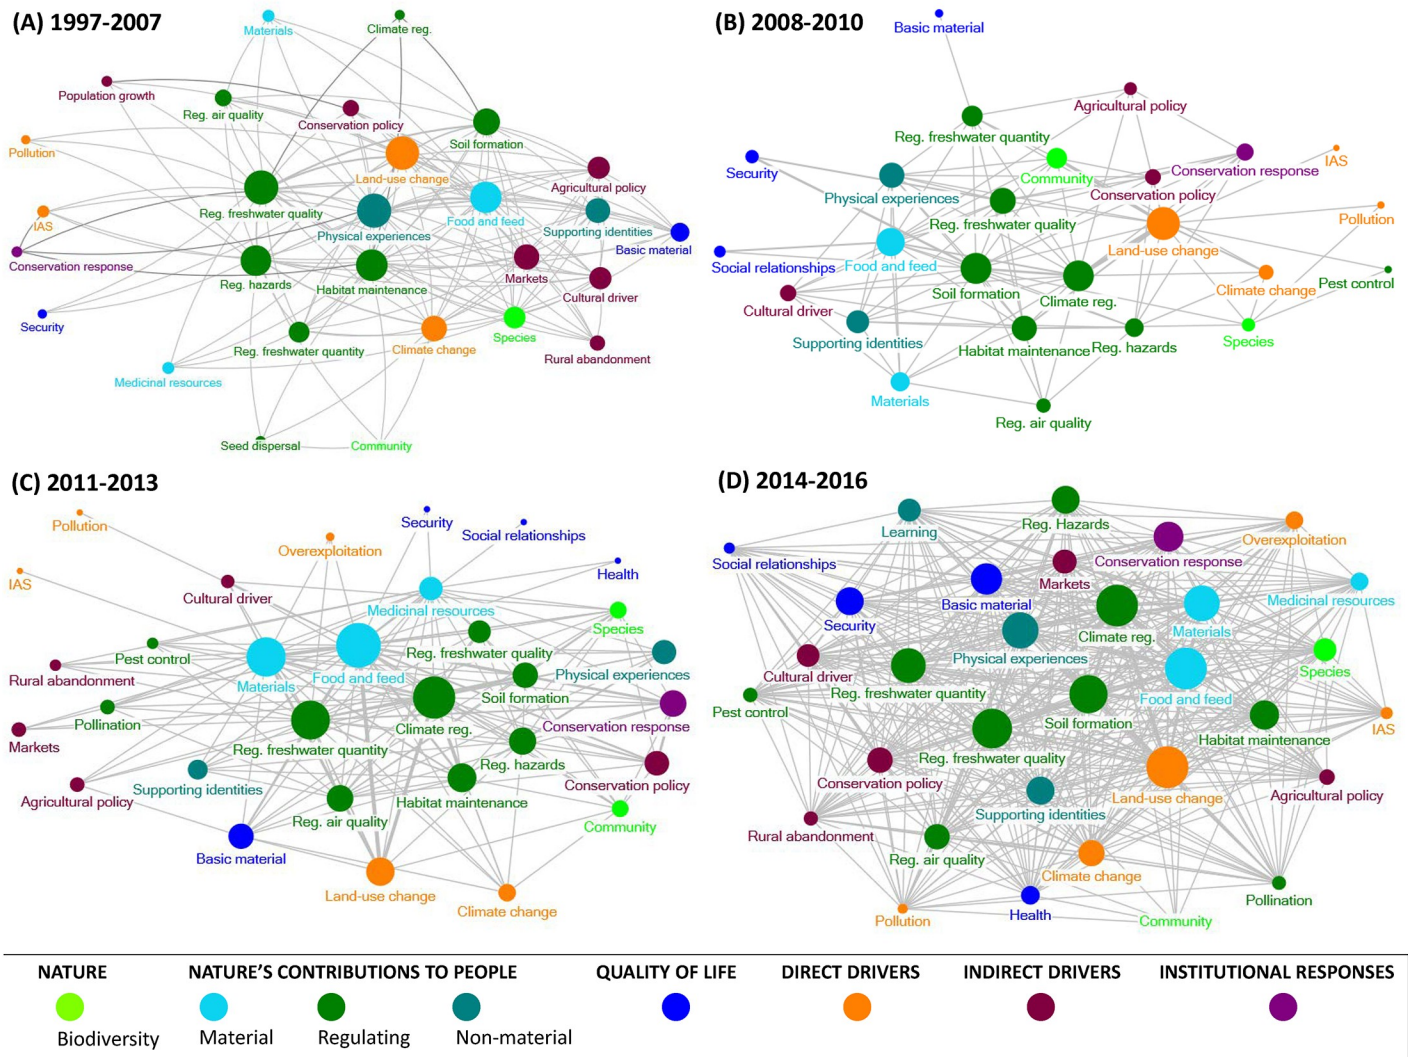 (A) 1997-2007
Materials
Climate reg.
Population growth
Reg. air quality
Conservation policy
Soil formation
Pollution
Land-use change
Agricultural policy
Reg. freshwater quality
Food and feed
IAS
Physical experiences
Supporting identities
Basic material
Conservation response
Reg. hazards
Habitat maintenance
Markets
Cultural driver
Security
Species
Reg. freshwater quantity
Climate change
Rural abandonment
Medicinal resources
Seed dispersal
Community
(B) 2008-2010
Basic material
Agricultural policy
Reg. freshwater quantity
IAS
Security
Community
Conservation response
Physical experiences
Conservation policy
Pollution
Reg. freshwater quality
Land-use change
Social relationships
Food and feed
Pest control
Climate change
Soil formation
Climate reg.
Cultural driver
Supporting identities
Habitat maintenance
Reg. hazards
Species
Materials
Reg. air quality
(C) 2011-2013
Pollution
Security
Social relationships
Overexploitation
Health
IAS
Cultural driver
Medicinal resources
Species
Pest control
Reg. freshwater quality
Rural abandonment
Materials
Food and feed
Physical experiences
Soil formation
Pollination
Conservation response
Climate reg.
Markets
Reg. freshwater quantity
Reg. hazards
Conservation policy
Supporting identities
Agricultural policy
Habitat maintenance
Reg. air quality
Community
Basic material
Land-use change
Climate change
(D) 2014-2016
Learning
Reg. Hazards
Overexploitation
Social relationships
Conservation response
Markets
Medicinal resources
Basic material
Security
Materials
Climate reg.
Physical experiences
Species
Cultural driver
Reg. freshwater quantity
Food and feed
Pest control
Soil formation
IAS
Habitat maintenance
Reg. freshwater quality
Conservation policy
Land-use change
Agricultural policy
Supporting identities
Rural abandonment
Reg. air quality
Climate change
Pollination
Health
Pollution
Community
NATURE
NATURE'S CONTRIBUTIONS TO PEOPLE
QUALITY OF LIFE
DIRECT DRIVERS
INDIRECT DRIVERS
INSTITUTIONAL RESPONSES
Biodiversity
Material
Regulating
Non-material